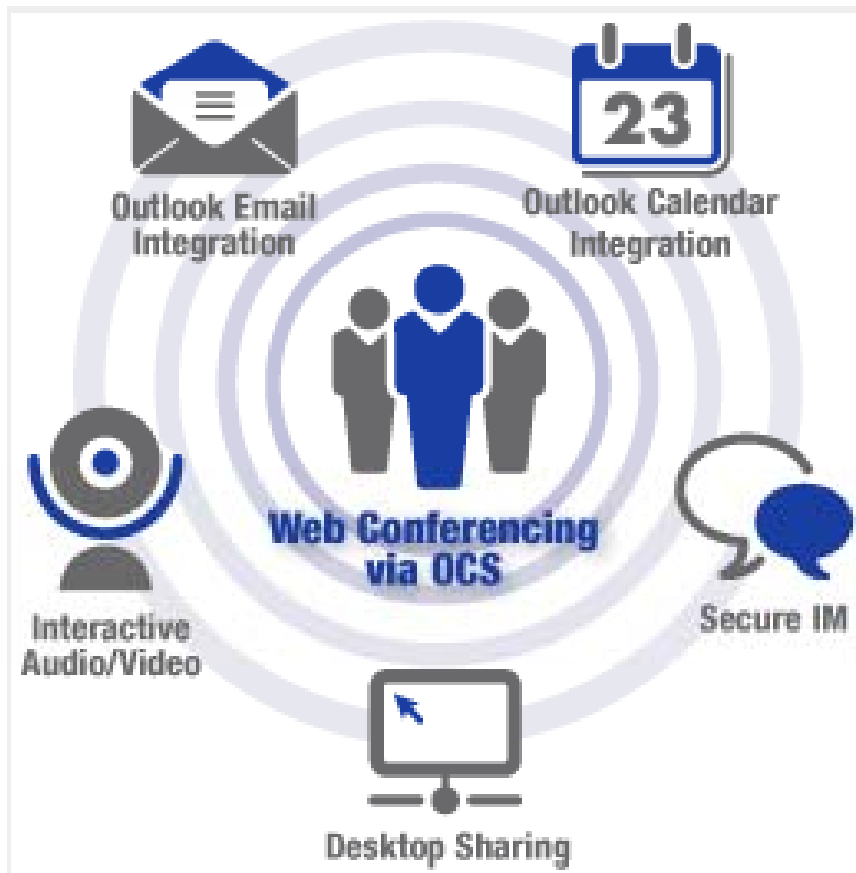 Outlook Email
Integration
23
Outlook Calendar
Integration
Web Conferencing
via OCS
Interactive
Audio/Video
Secure IM
Desktop Sharing